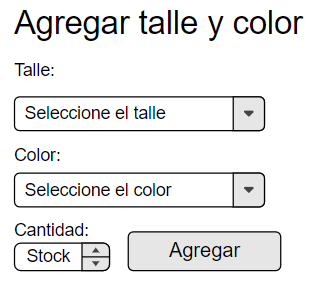 Agregar talle y color
Talle:
Seleccione el talle
Color:
Seleccione el color
Cantidad:
Stock
Agregar